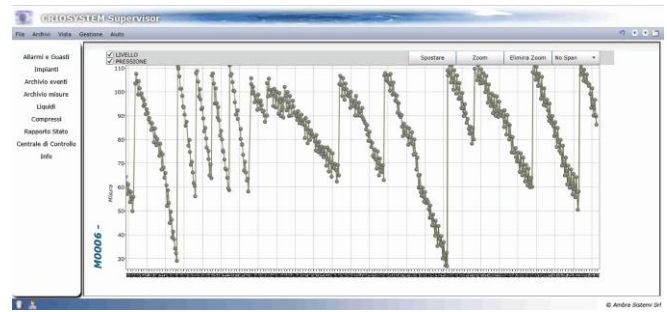 CRIOSYSTEM Supervisor
File Archivi Vista Gestione Aiuto
Allarmi e Guasti
Impianti
Archivio eventi
Archivio misure
Liquidi
Compressi
Rapporto Stato
Centrale di Controllo
Info
LIVELLO
PRESSIONE
Spostare Zoom Elimina Zoom No Span
110
90
80
70
60
40
30
Misure
M0006 -
© Ambra Sistemi Srl